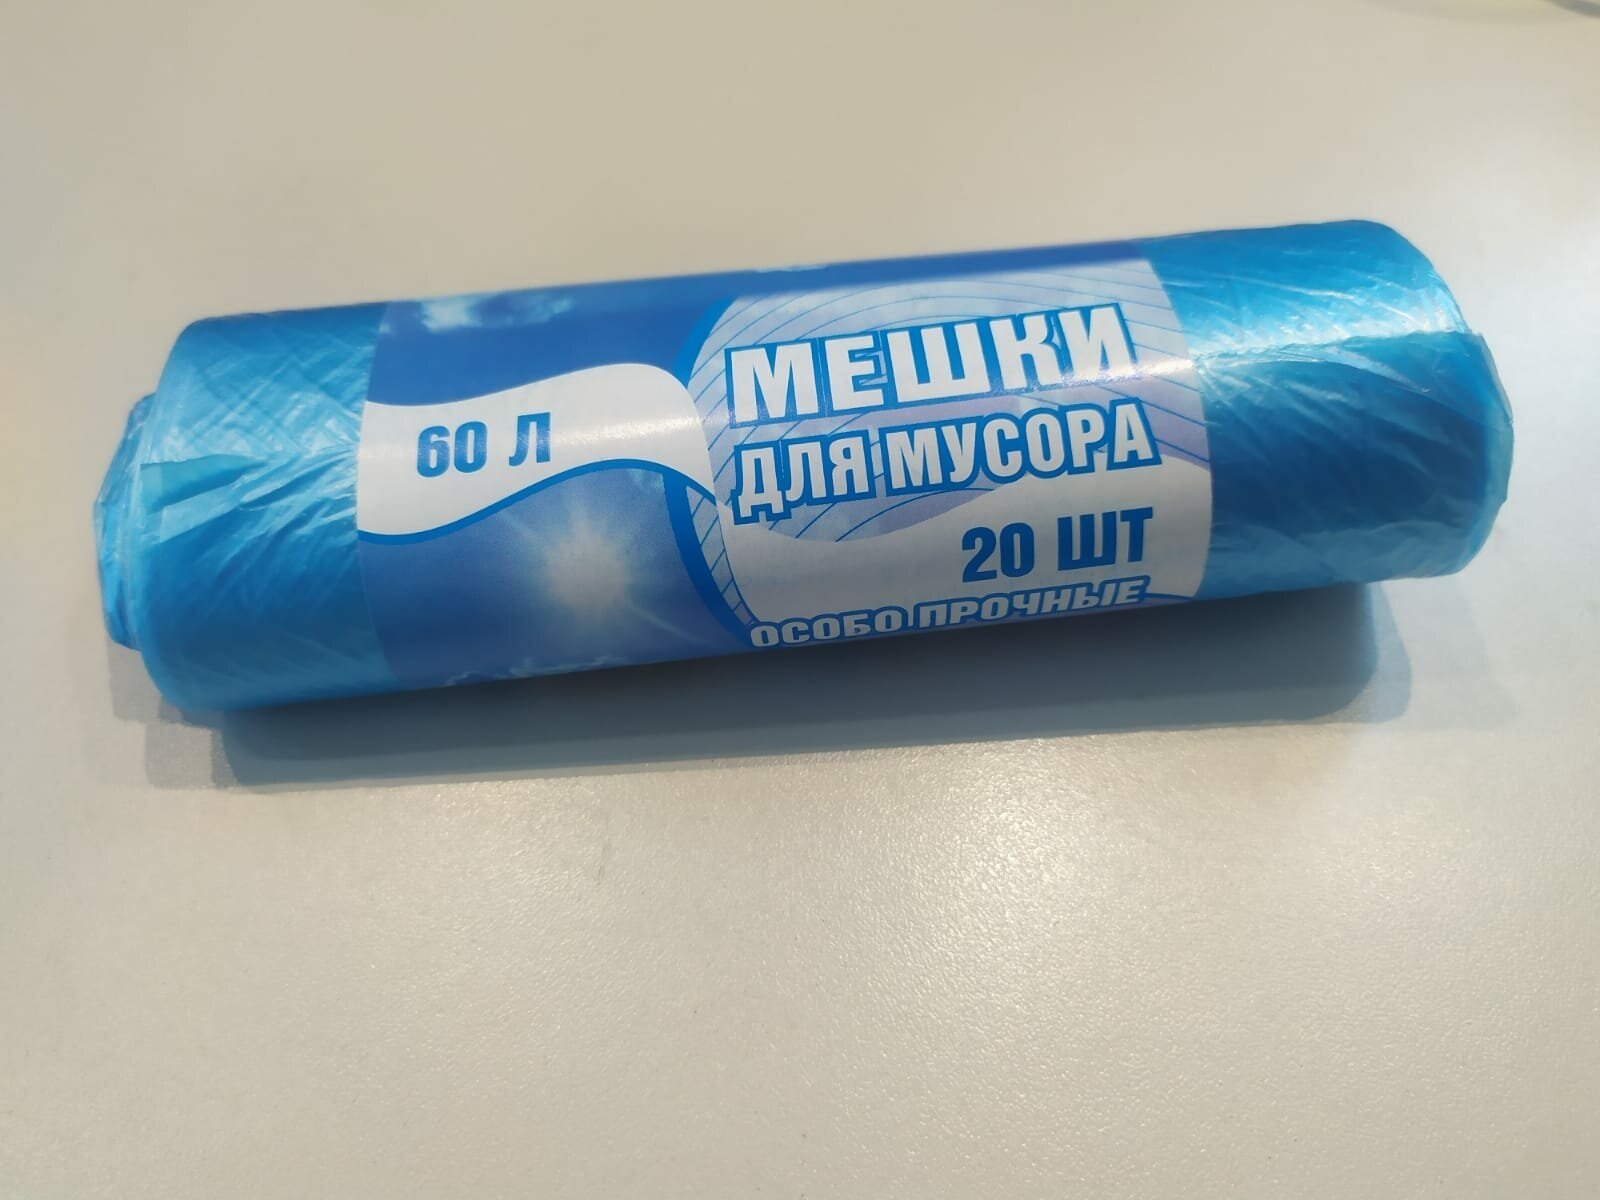 60 Л
МЕШКИ
ДЛЯ МУСОРА
20 ШТ
ОСОБО ПРОЧНЫЕ